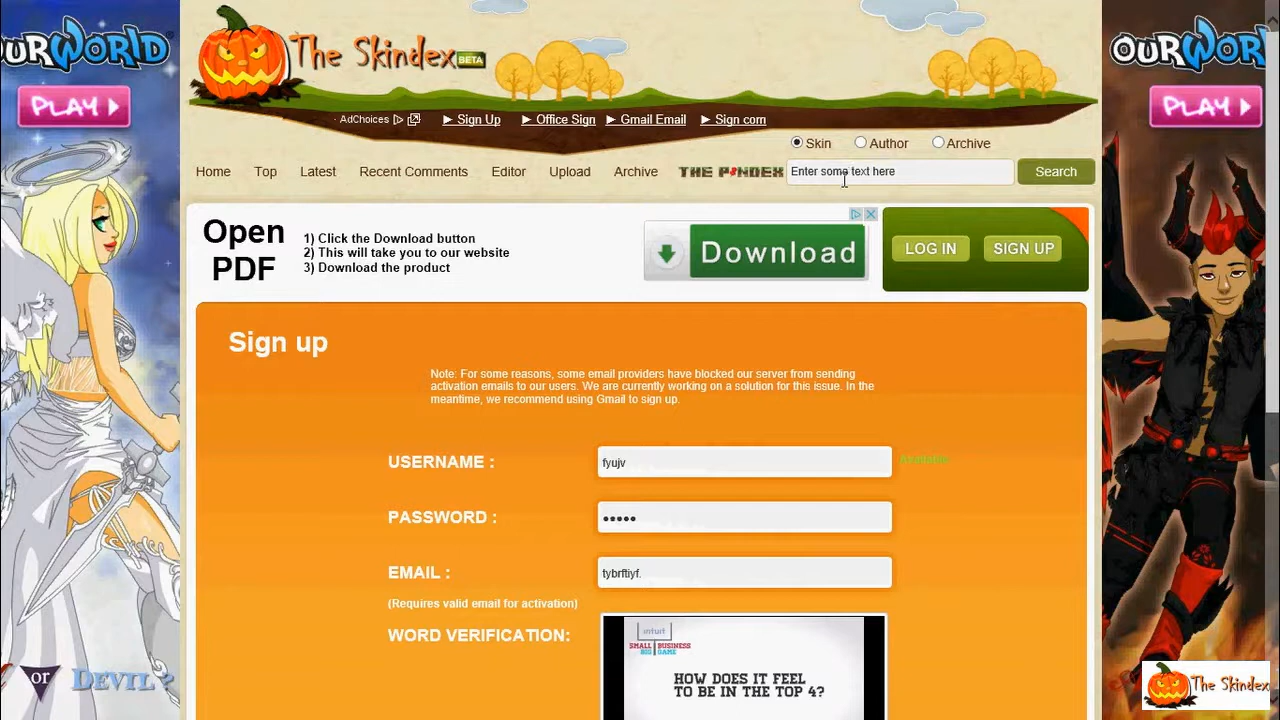 OURWORLD
PLAY
The Skindex BETA
AdChoices
► Sign Up ► Office Sign ► Gmail Email ► Sign com
Skin Author Archive
Home Top Latest Recent Comments Editor Upload Archive THE PINDEX Enter some text here Search
OURWOR
PLAY
Open
PDF
1) Click the Download button
2) This will take you to our website
3) Download the product
Download
LOG IN SIGN UP
Sign up
Note: For some reasons, some email providers have blocked our server from sending
activation emails to our users. We are currently working on a solution for this issue. In the
meantime, we recommend using Gmail to sign up.
USERNAME : fyujv Available
PASSWORD : •••••
EMAIL : tybrftiyf.
(Requires valid email for activation)
WORD VERIFICATION:
intuit
SMALL BUSINESS
BIG GAME
HOW DOES IT FEEL
TO BE IN THE TOP 4?
or DEVIL ?
The Skindex